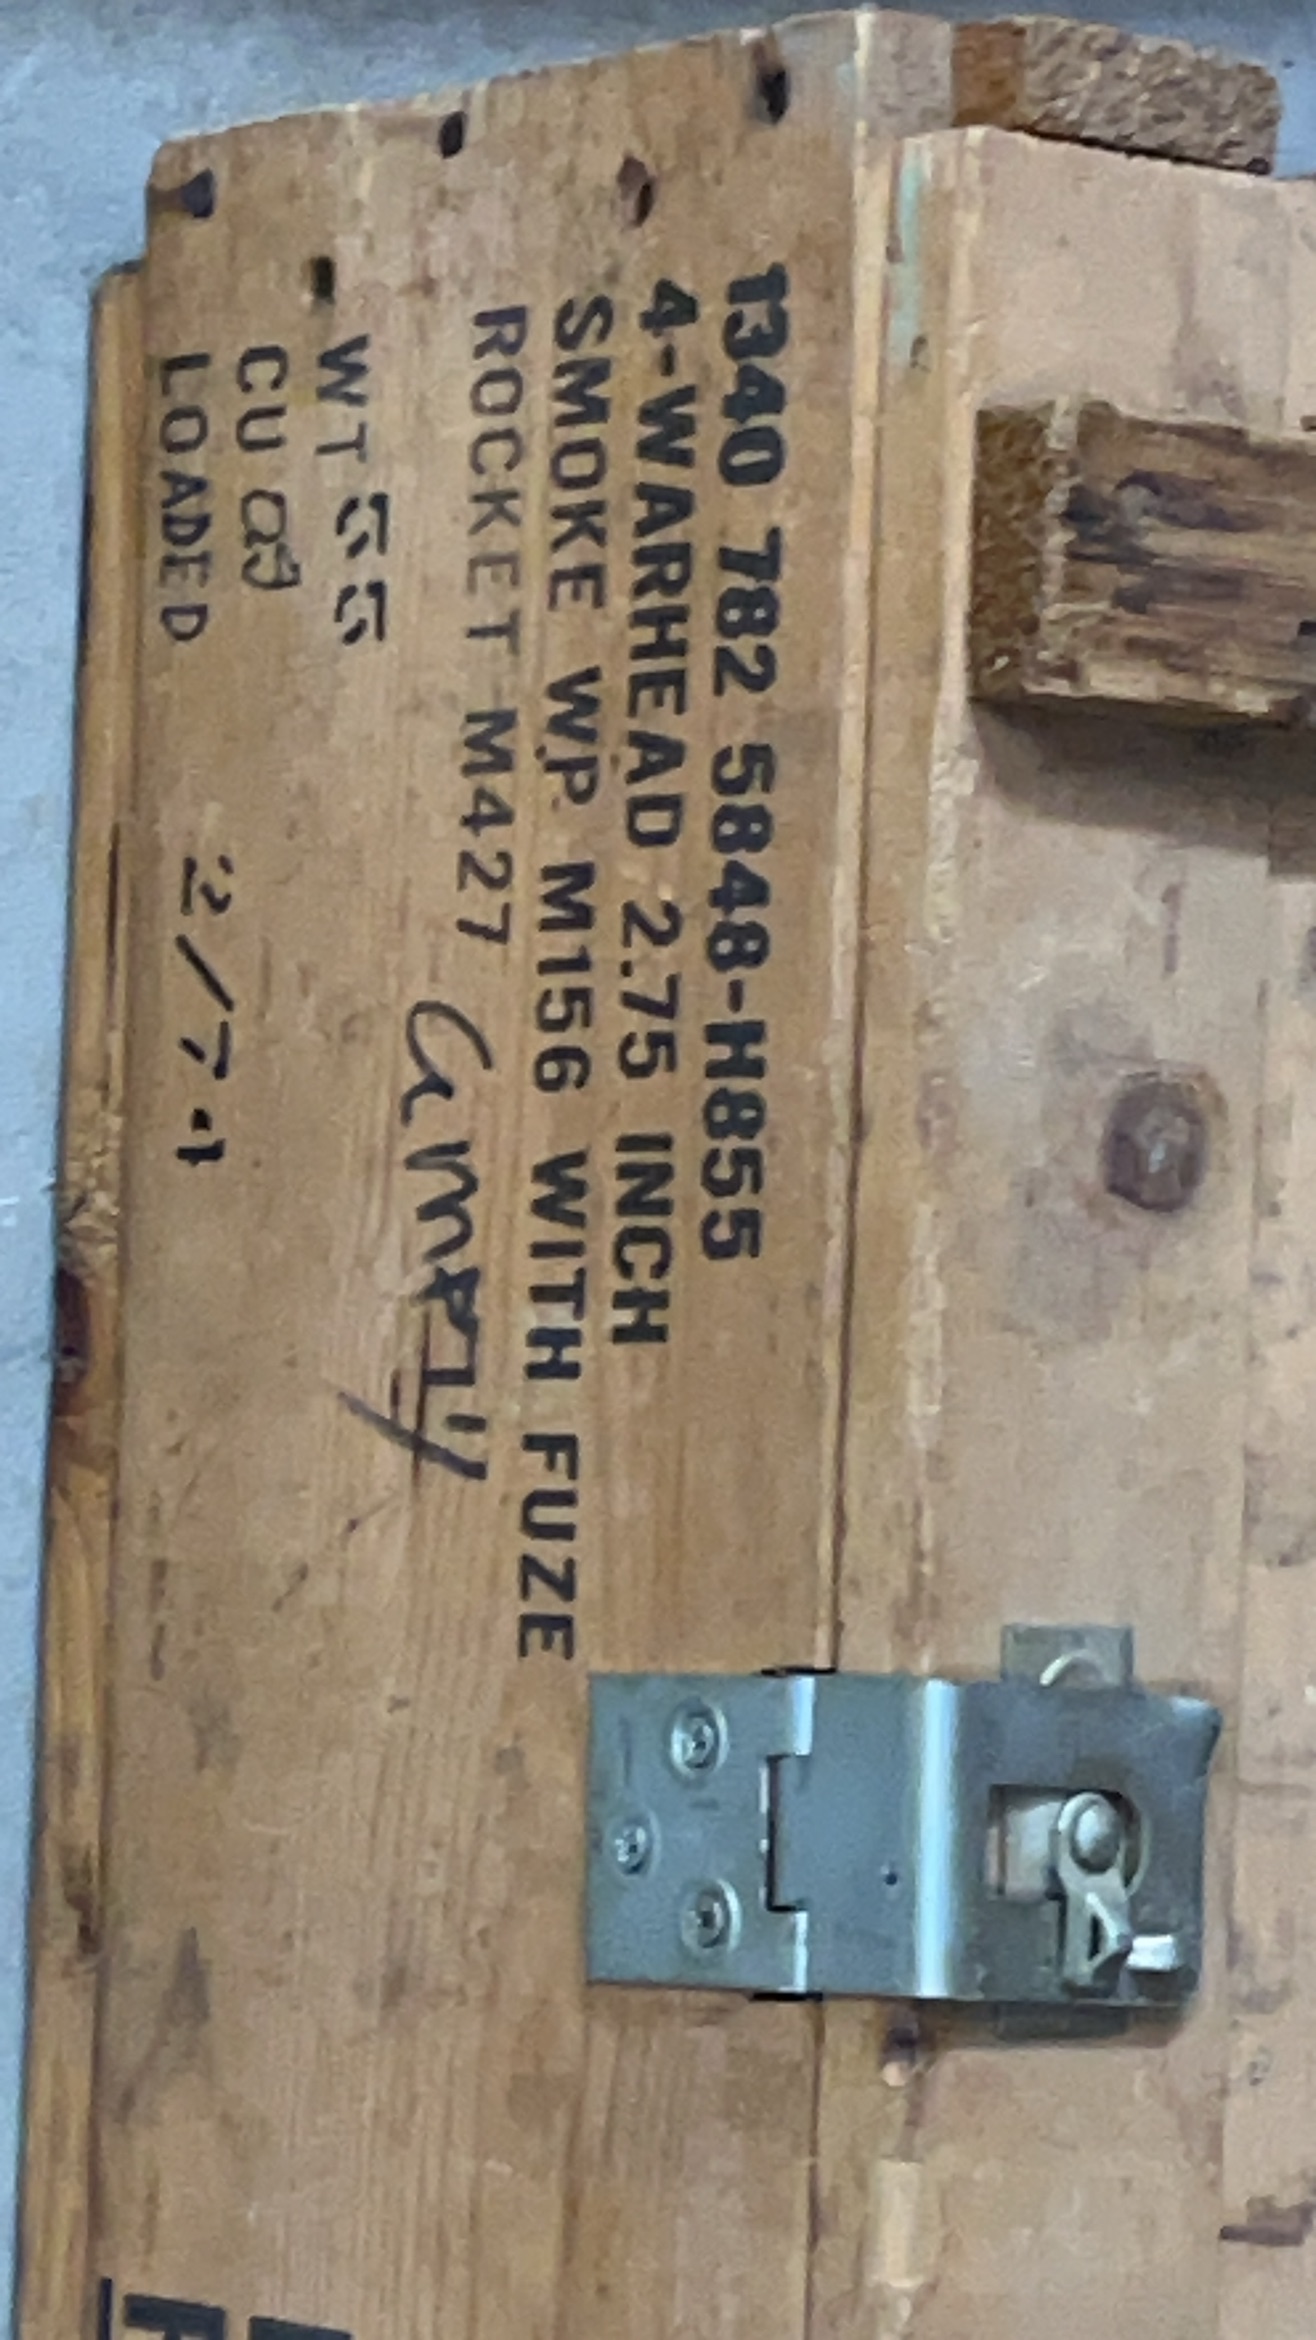 1340 782 5848-H855
4-WARHEAD 2.75 INCH
SMOKE W.P. M156 WITH FUZE
ROCKET M427
EMPTY
WT 55
CU
LOADED 2/71